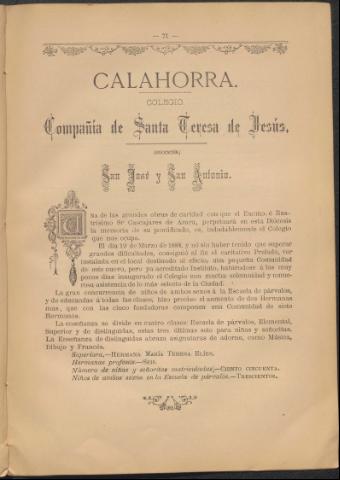 — 71 —
CALAHORRA.
COLEGIO
Compañía de Santa Teresa de Jesús,
San José y San Antonio.
UNA de las grandes obras de caridad con que el Excmo. é Ilus-
trísimo Sr Cascajares de Azara, perpetuará en esta Diócesis
la memoria de su pontificado, es, indudablemente el Colegio
que nos ocupa.
El día 19 de Marzo de 1888, y no sin haber tenido que superar
grandes dificultades, consiguió al fin el caritativo Prelado, ver
instalada en el local destinado al efecto, una pequeña Comunidad
de este nuevo, pero ya acreditado Instituto, habiéndose á los muy
pocos días inaugurado el Colegio con mucha solemnidad y nume-
rosa asistencia de lo más selecto de la Ciudad.
La gran concurrencia de niños de ambos sexos á la Escuela de párvulos,
y de educandas á todas las clases, hizo preciso el aumento de dos Hermanas
mas, que con las cinco fundadoras componen una Comunidad de siete
Hermanas.
La enseñanza se divide en cuatro clases: Escuela de párvulos, Elemental,
Superior y de distinguidas, estas tres últimas solo para niñas y señoritas.
La Enseñanza de distinguidas abraza asignaturas de adorno, como Música,
Dibujo y Francés.
Superiora,—HERMANA MARÍA TERESA BLÁDO.
Hermanas profesas—SEIS.
Número de niñas y señoritas matriculadas,—CIENTO CINCUENTA.
Niños de ambos sexos en la Escuela de párvulos.—TRESCIENTOS.